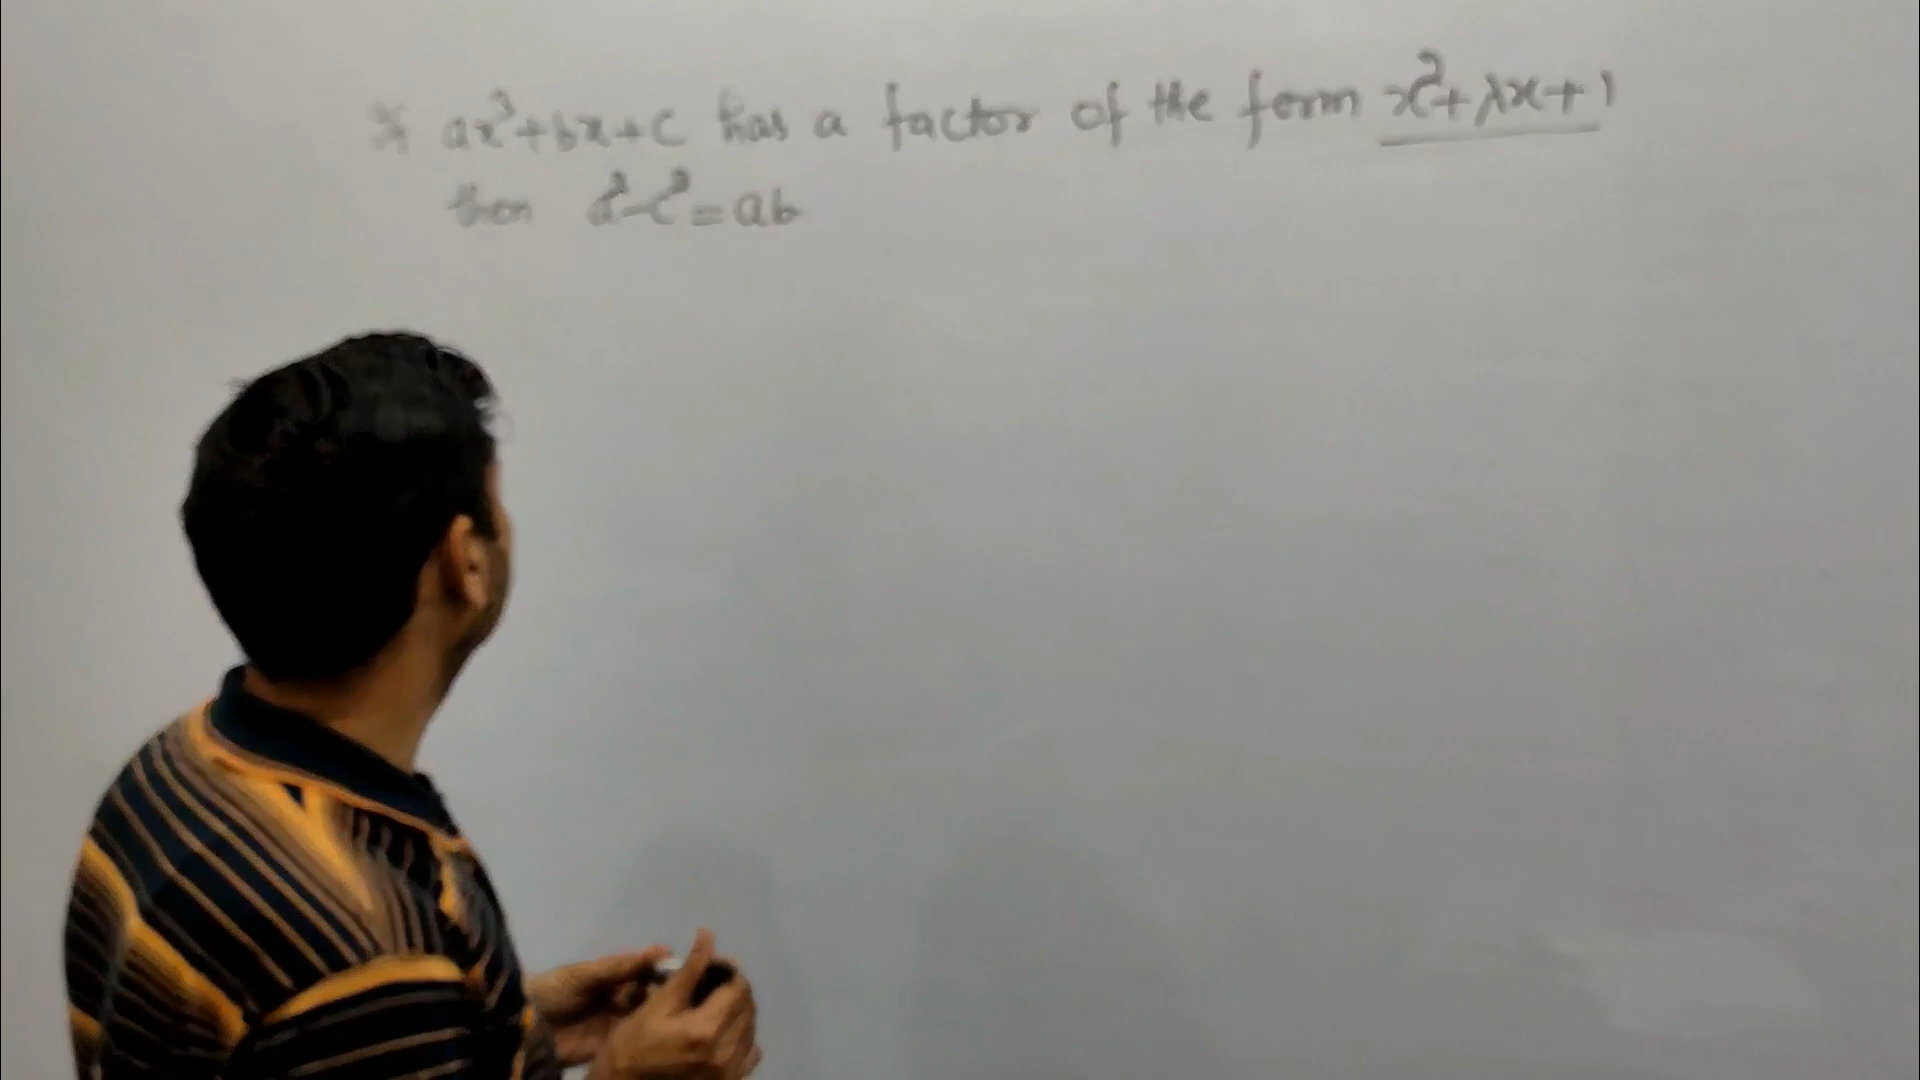 If ax³+bx+c has a factor of the form x²+λx+1
then a²-c²=ab